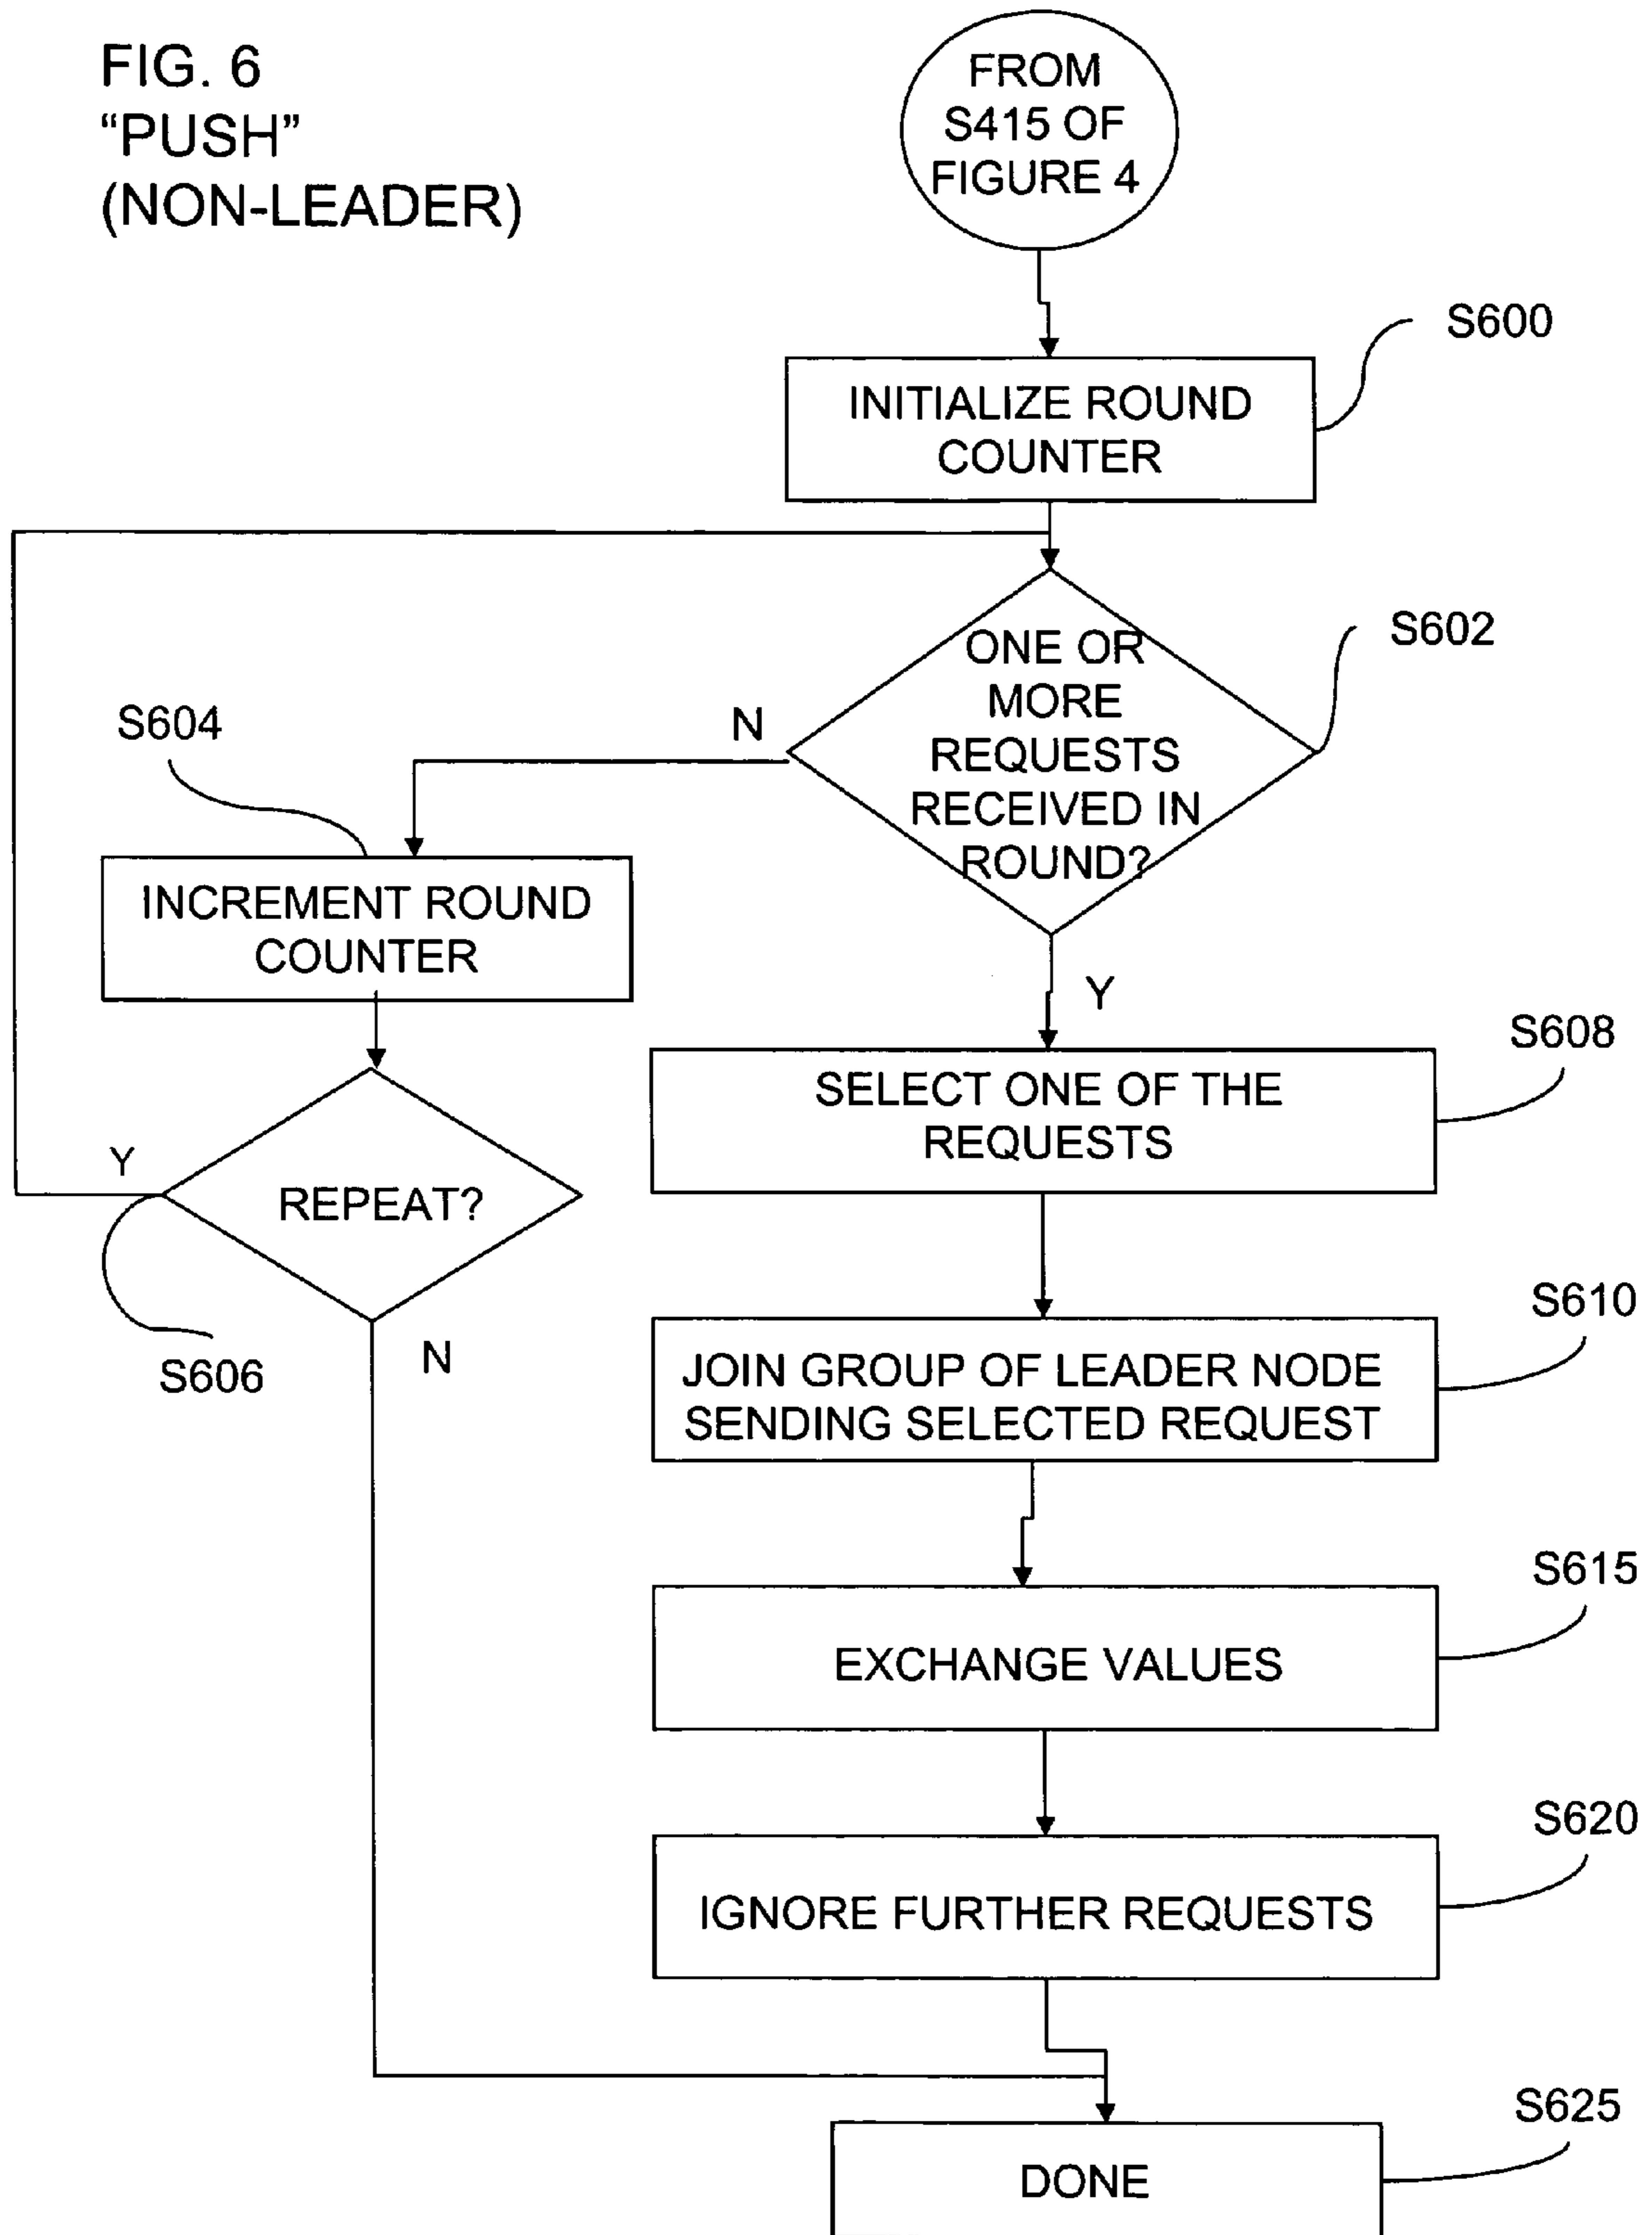 FIG. 6
“PUSH”
(NON-LEADER)
FROM
S415 OF
FIGURE 4
S600
INITIALIZE ROUND
COUNTER
S602
ONE OR
MORE
REQUESTS
RECEIVED IN
ROUND?
N
S604
INCREMENT ROUND
COUNTER
Y
S608
SELECT ONE OF THE
REQUESTS
Y
REPEAT?
S606
N
S610
JOIN GROUP OF LEADER NODE
SENDING SELECTED REQUEST
S615
EXCHANGE VALUES
S620
IGNORE FURTHER REQUESTS
S625
DONE